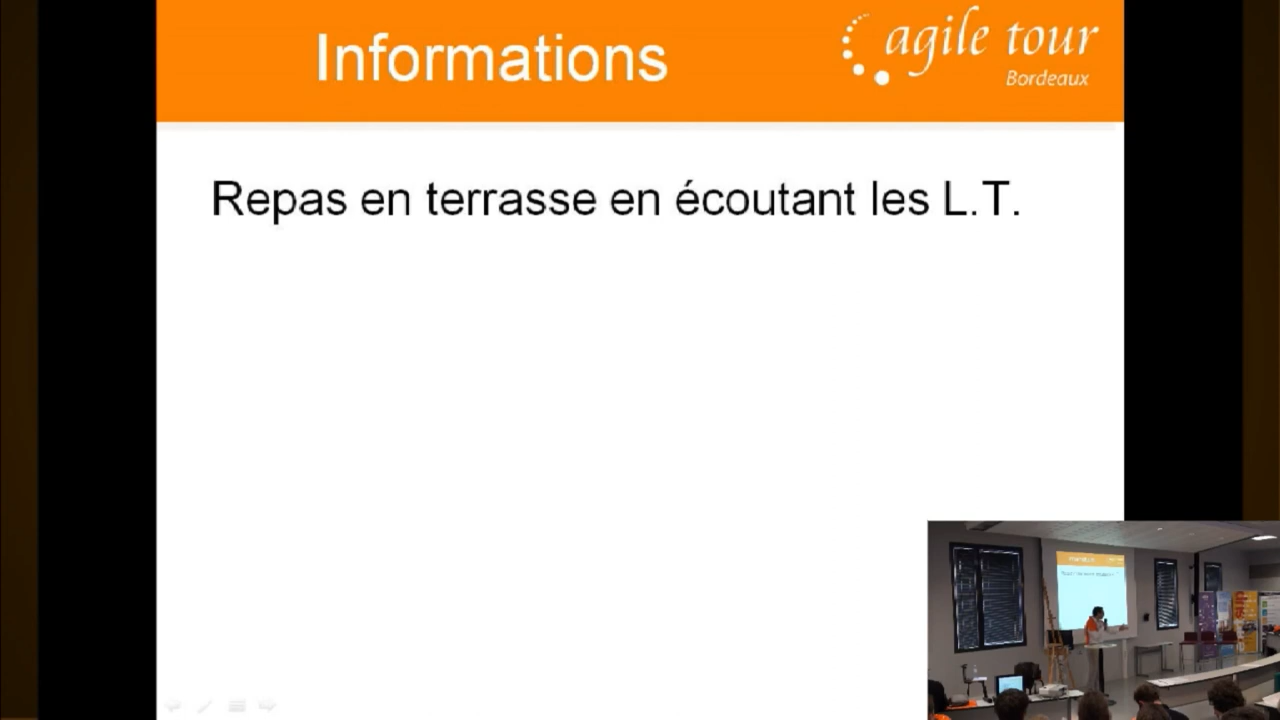 Informations
agile tour
Bordeaux
Repas en terrasse en écoutant les L.T.